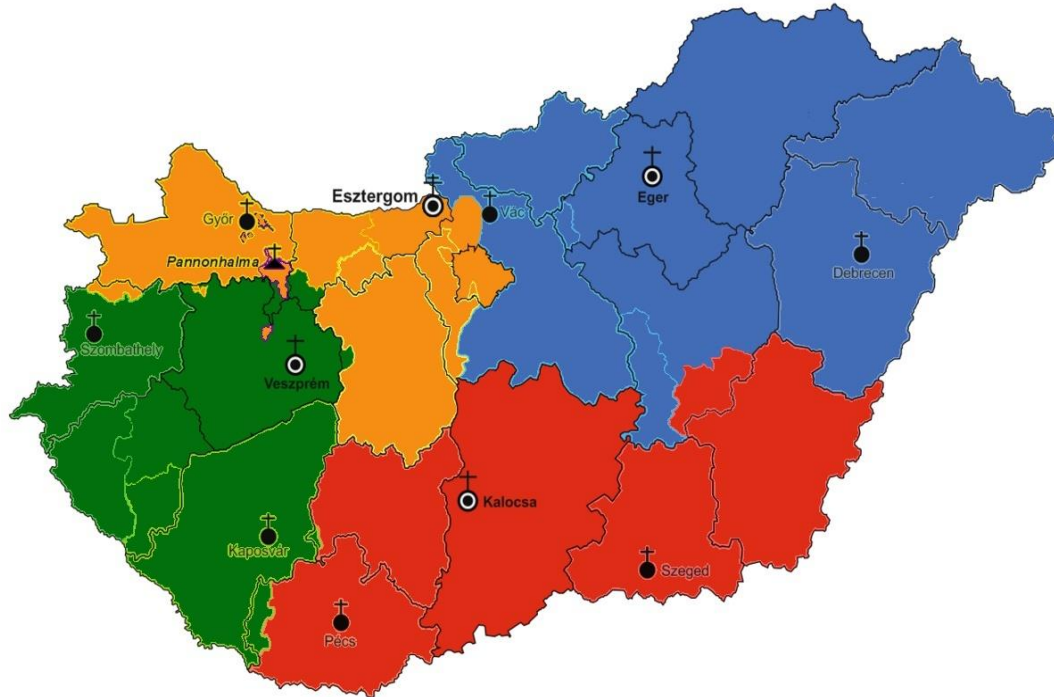 Esztergom
Eger
Győr
Vác
Pannonhalma
Debrecen
Szombathely
Veszprém
Kalocsa
Kaposvár
Szeged
Pécs